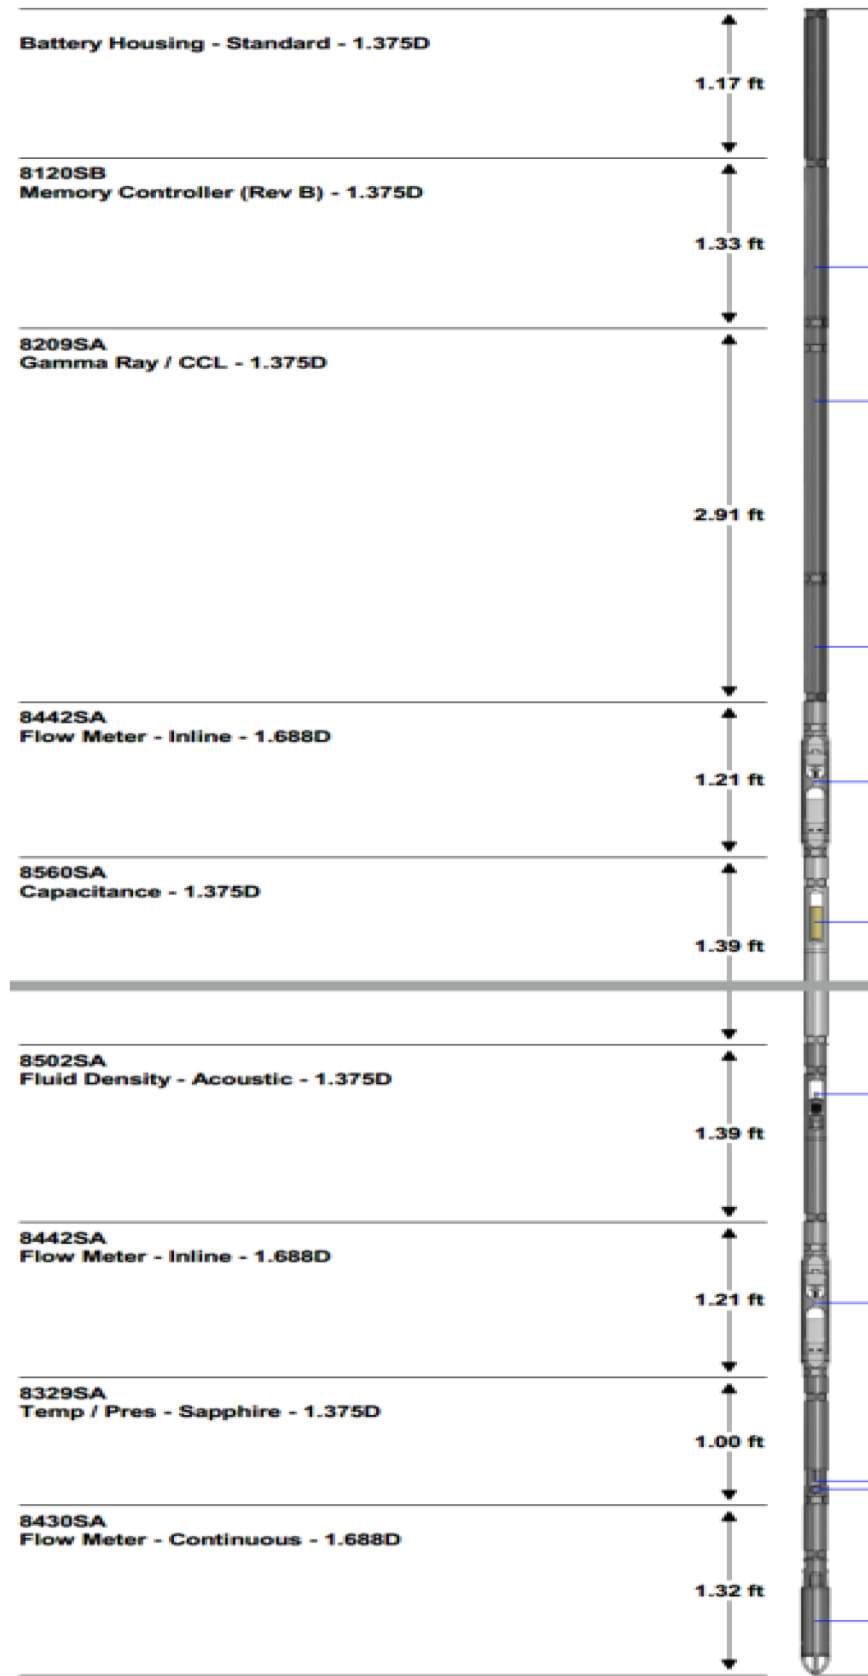 Battery Housing - Standard - 1.375D
1.17 ft
8120SB
Memory Controller (Rev B) - 1.375D
1.33 ft
8209SA
Gamma Ray / CCL - 1.375D
2.91 ft
8442SA
Flow Meter - Inline - 1.688D
1.21 ft
8560SA
Capacitance - 1.375D
1.39 ft
8502SA
Fluid Density - Acoustic - 1.375D
1.39 ft
8442SA
Flow Meter - Inline - 1.688D
1.21 ft
8329SA
Temp / Pres - Sapphire - 1.375D
1.00 ft
8430SA
Flow Meter - Continuous - 1.688D
1.32 ft